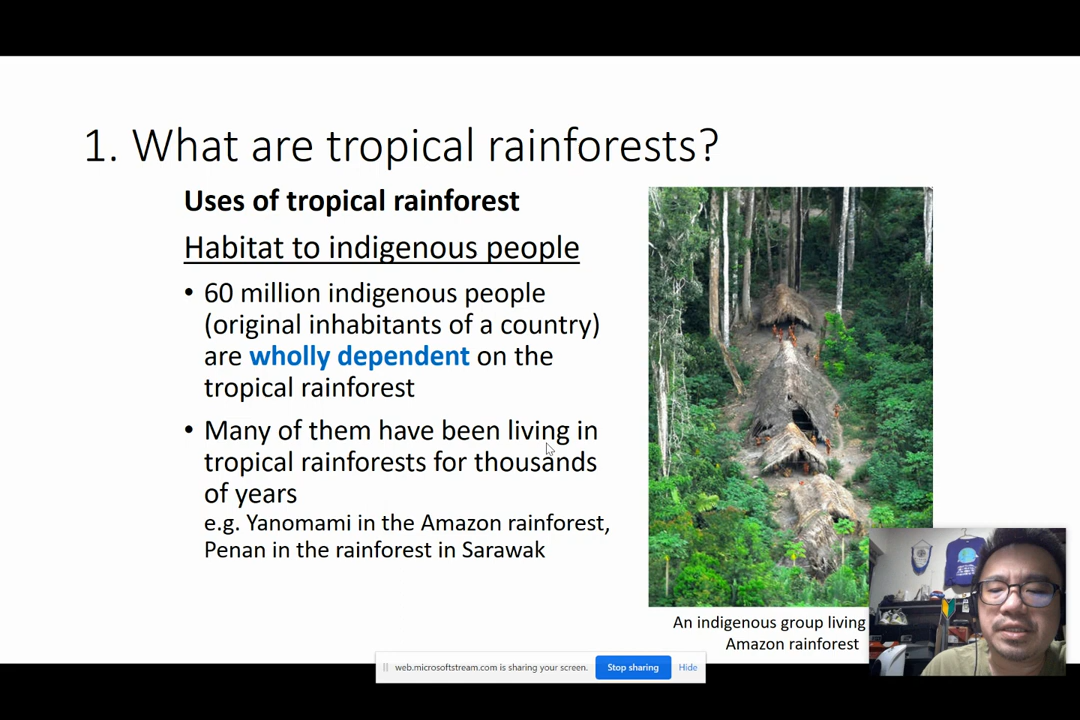 1. What are tropical rainforests?
Uses of tropical rainforest
Habitat to indigenous people
• 60 million indigenous people
(original inhabitants of a country)
are wholly dependent on the
tropical rainforest
• Many of them have been living in
tropical rainforests for thousands
of years
e.g. Yanomami in the Amazon rainforest,
Penan in the rainforest in Sarawak
An indigenous group living
Amazon rainforest
web.microsoftstream.com is sharing your screen.
Stop sharing
Hide